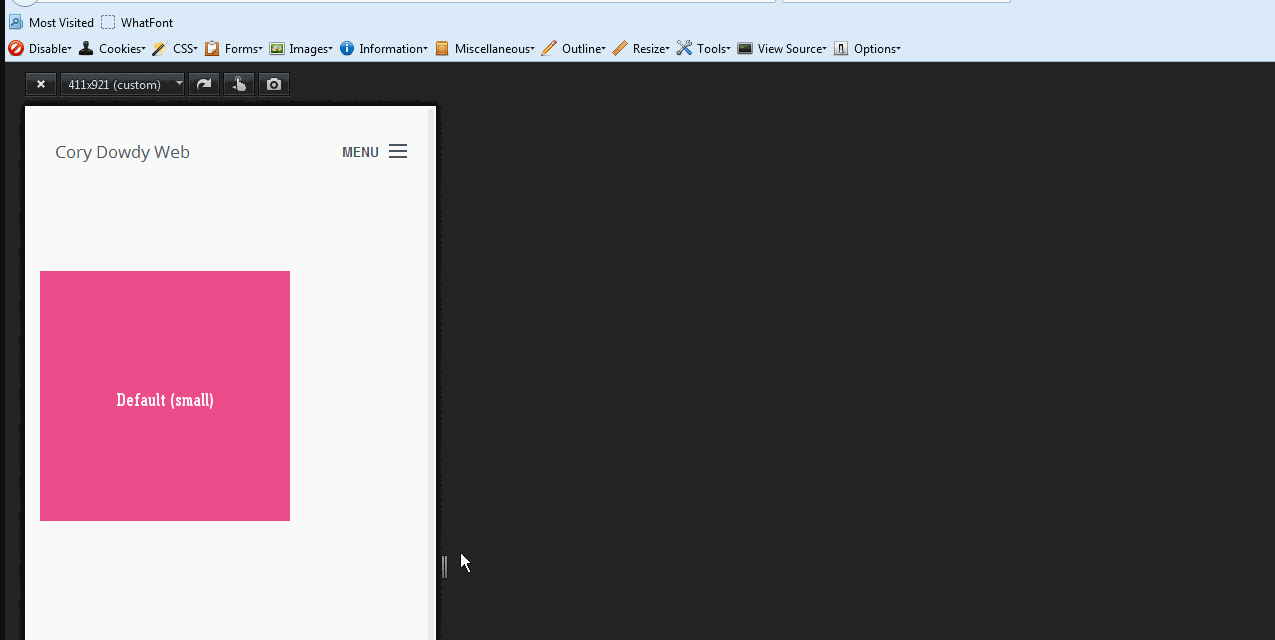 Most Visited WhatFont
Disable Cookies CSS Forms Images Information Miscellaneous Outline Resize Tools View Source Options
411x921 (custom)
Cory Dowdy Web MENU
Default (small)